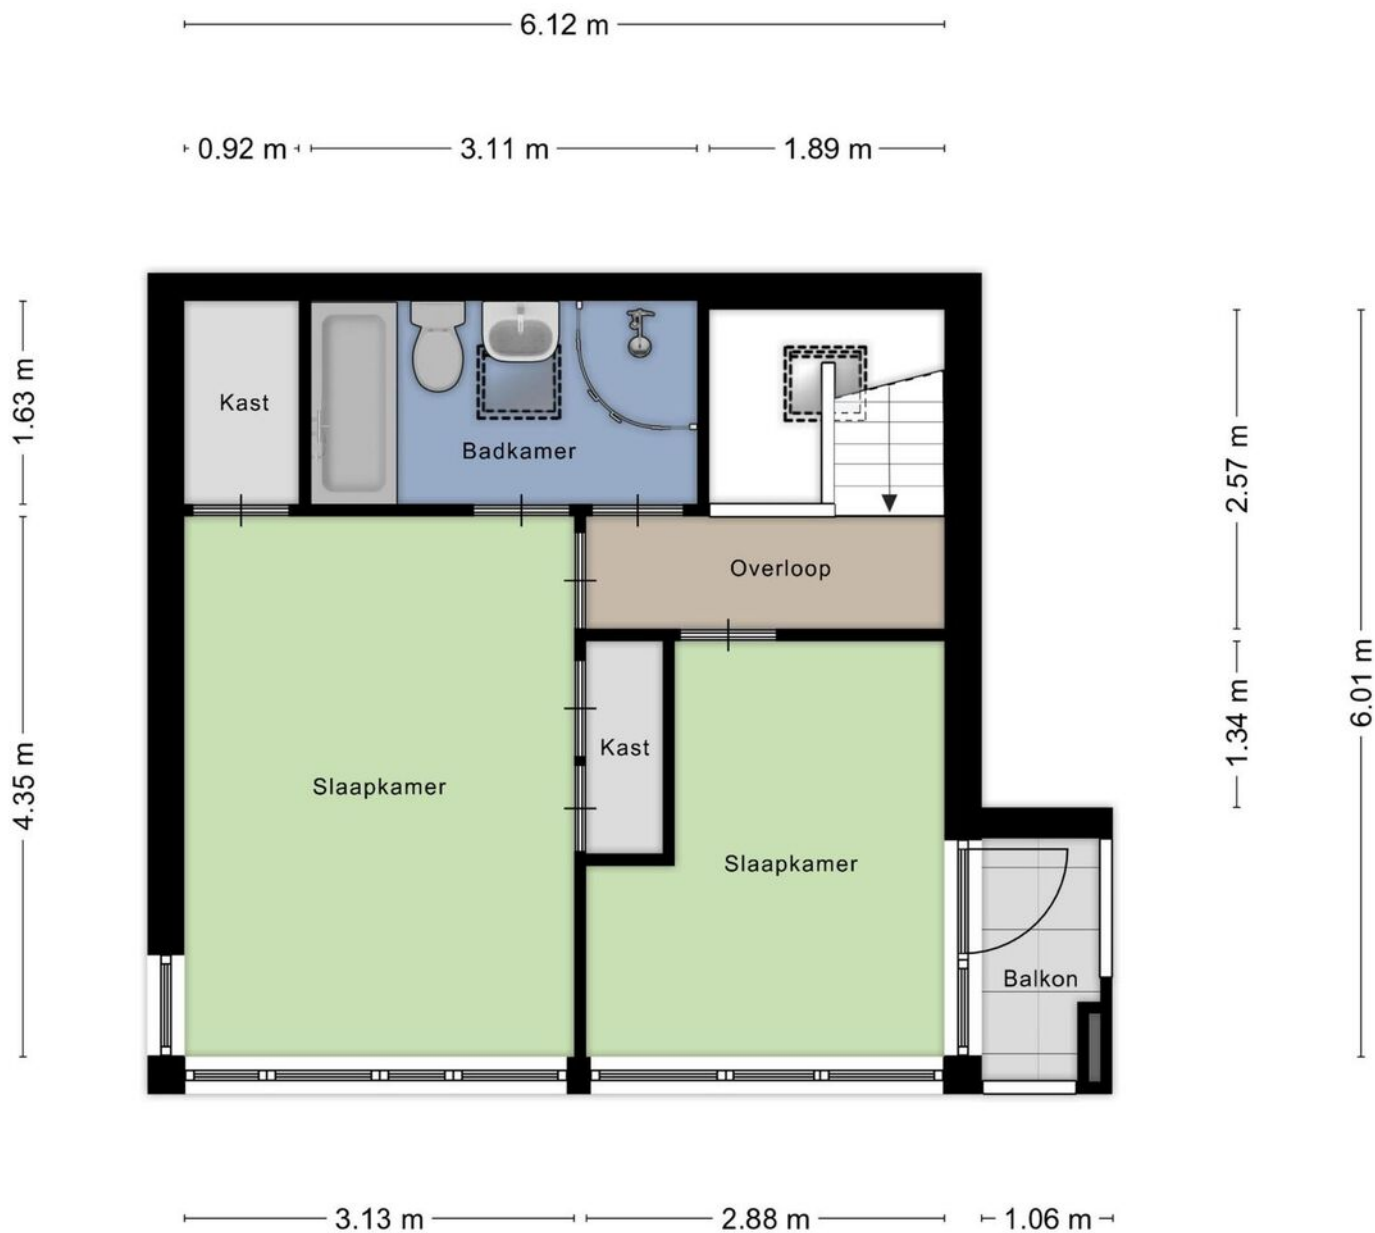 6.12 m
0.92 m
3.11 m
1.89 m
1.63 m
4.35 m
Kast
Badkamer
Overloop
Slaapkamer
Kast
Slaapkamer
Balkon
2.57 m
1.34 m
6.01 m
3.13 m
2.88 m
1.06 m